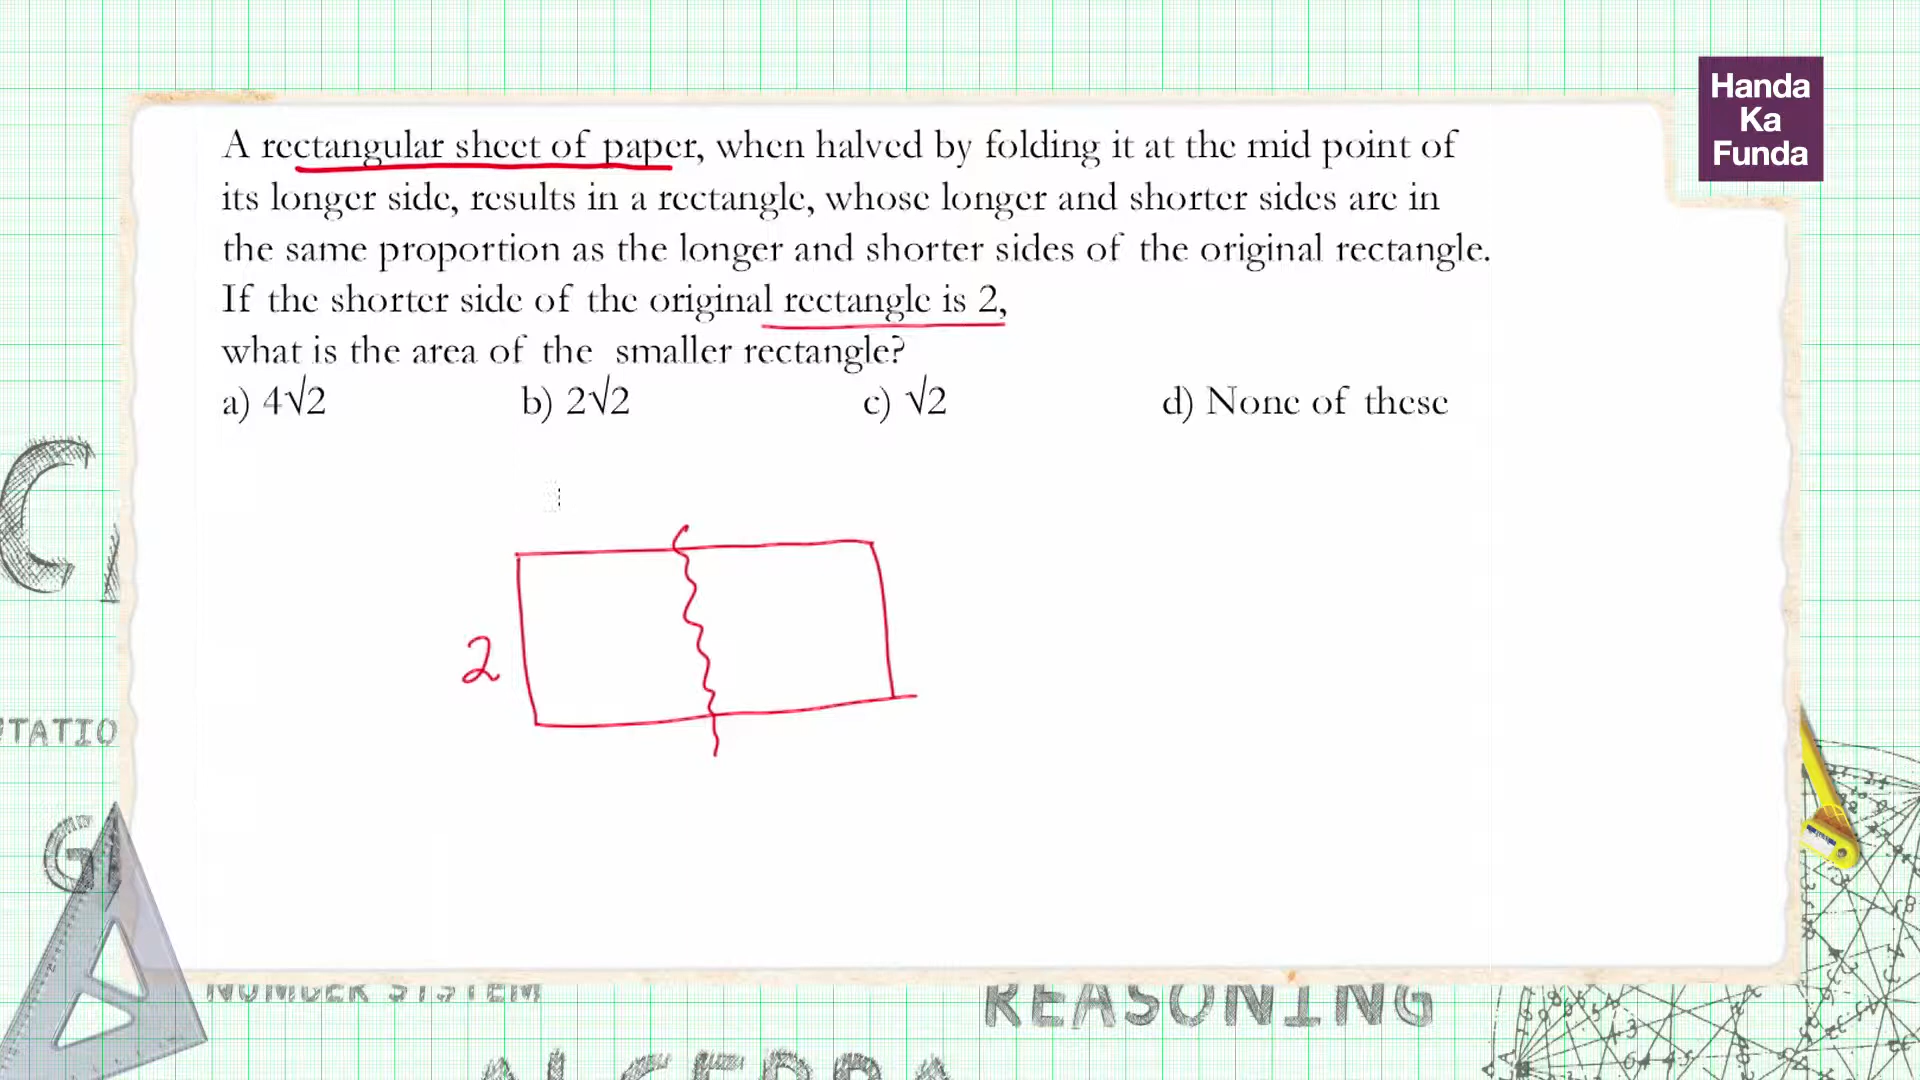 Handa
Ka
Funda
A rectangular sheet of paper, when halved by folding it at the mid point of
its longer side, results in a rectangle, whose longer and shorter sides are in
the same proportion as the longer and shorter sides of the original rectangle.
If the shorter side of the original rectangle is 2,
what is the area of the smaller rectangle?
a) 4√2 b) 2√2 c) √2 d) None of these
2
NUMBER SYSTEM
REASONING
ALGEBRA